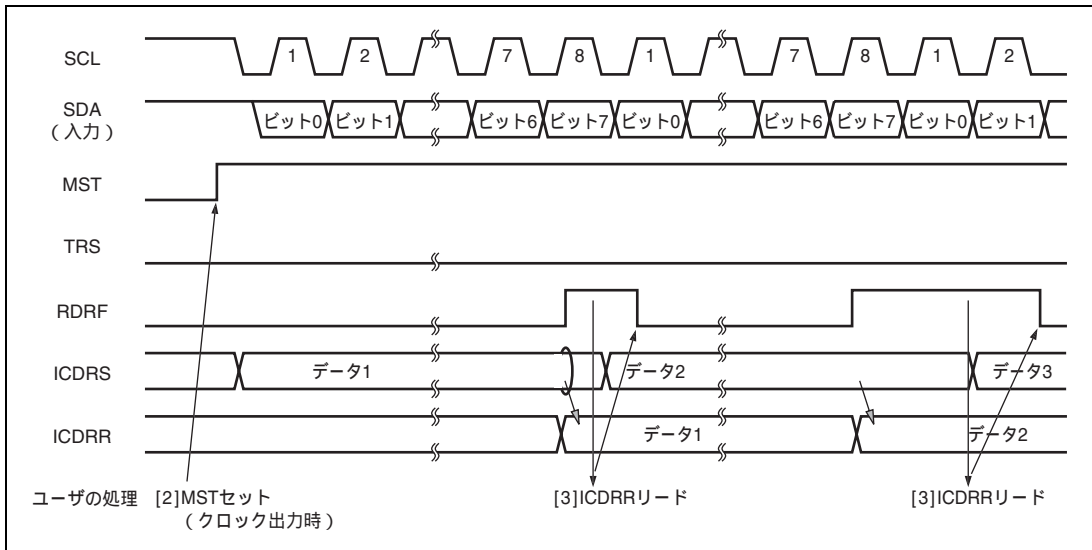 SCL 1 2 7 8 1 7 8 1 2
SDA
（入力） ビット0 ビット1 ビット6 ビット7 ビット0 ビット6 ビット7 ビット0 ビット1
MST
TRS
RDRF
ICDRS データ1 データ2 データ3
ICDRR データ1 データ2
ユーザの処理 [2]MSTセット [3]ICDRRリード [3]ICDRRリード
（クロック出力時）